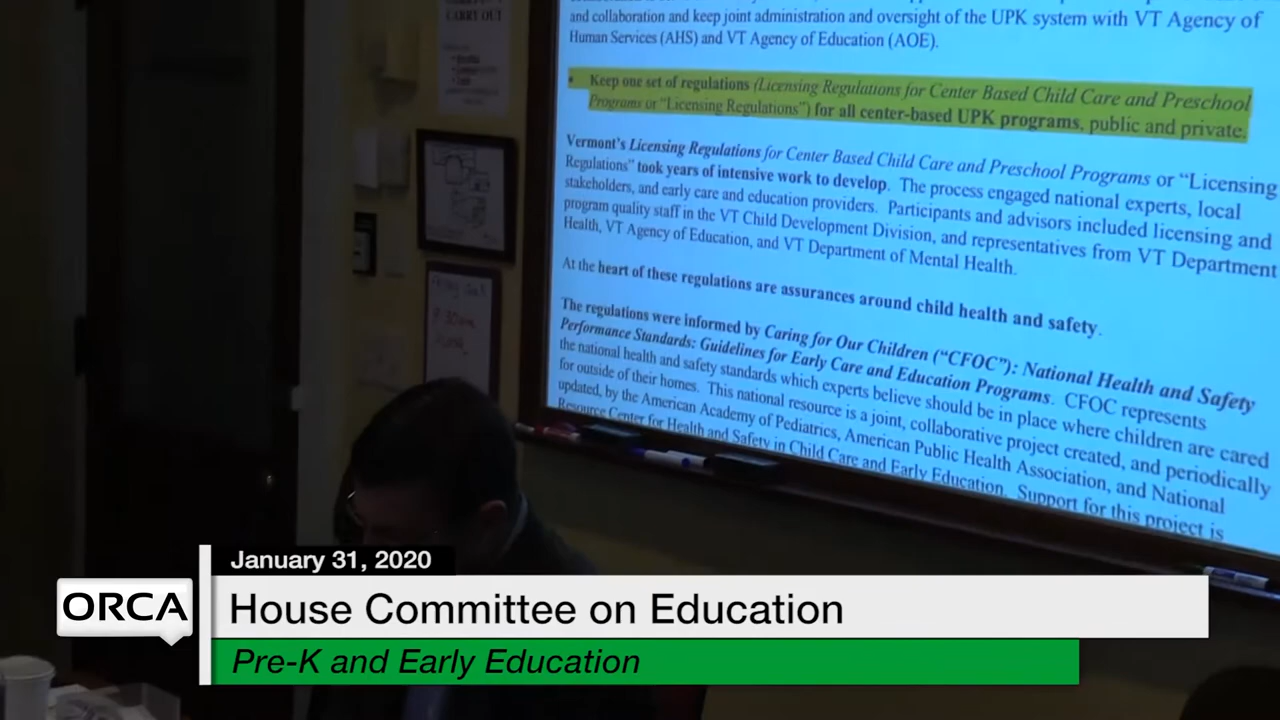 CARRY OUT
and collaboration and keep joint administration and oversight of the UPK system with VT Agency of
Human Services (AHS) and VT Agency of Education (AOE).
• Keep one set of regulations (Licensing Regulations for Center Based Child Care and Preschool
Programs or “Licensing Regulations”) for all center-based UPK programs, public and private.
Vermont's Licensing Regulations for Center Based Child Care and Preschool Programs or “Licensing
Regulations” took years of intensive work to develop. The process engaged national experts, local
stakeholders, and early care and education providers. Participants and advisors included licensing and
program quality staff in the VT Child Development Division, and representatives from VT Department
Health, VT Agency of Education, and VT Department of Mental Health.
At the heart of these regulations are assurances around child health and safety.
The regulations were informed by Caring for Our Children (“CFOC”): National Health and Safety
Performance Standards: Guidelines for Early Care and Education Programs. CFOC represents
the national health and safety standards which experts believe should be in place where children are cared
for outside of their homes. This national resource is a joint, collaborative project created, and periodically
updated, by the American Academy of Pediatrics, American Public Health Association, and National
Resource Center for Health and Safety in Child Care and Early Education. Support for this project is
January 31, 2020
ORCA
House Committee on Education
Pre-K and Early Education